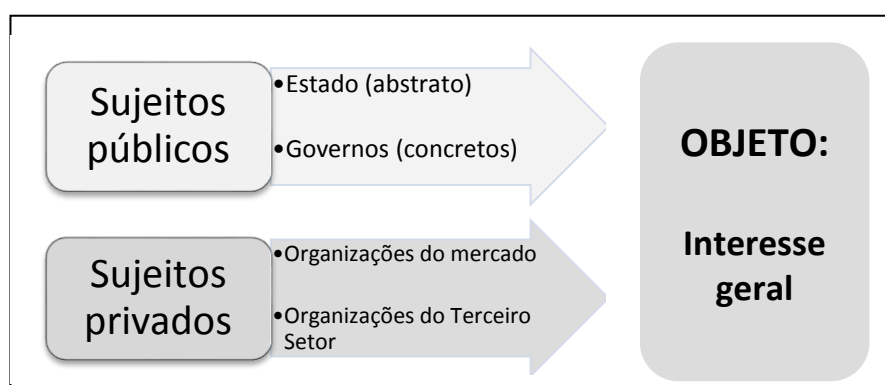 Sujeitos
públicos
•Estado (abstrato)
•Governos (concretos)
Sujeitos
privados
•Organizações do mercado
•Organizações do Terceiro
Setor
OBJETO:
Interesse
geral